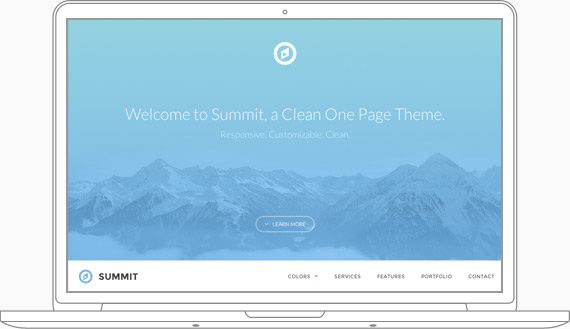 Welcome to Summit, a Clean One Page Theme.
Responsive. Customizable. Clean.
LEARN MORE
SUMMIT
COLORS SERVICES FEATURES PORTFOLIO CONTACT